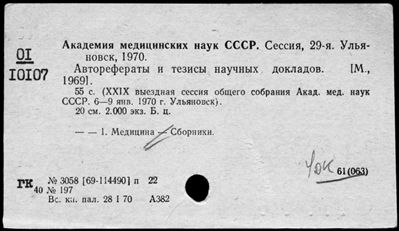 Академия медицинских наук СССР. Сессия, 29-я. Улья-
новск, 1970.
01
10107
Авторефераты и тезисы научных докладов. [М.,
1969].
55 с. (XXIX выездная сессия общего собрания Акад. мед. наук
СССР. 6—9 янв. 1970 г. Ульяновск).
20 см. 2.000 экз. Б. ц.
— — 1. Медицина — Сборники.
61(063)
ГК № 3058 [69-114490] п 22
40 № 197
Вс. кн. пал. 28 I 70 А382